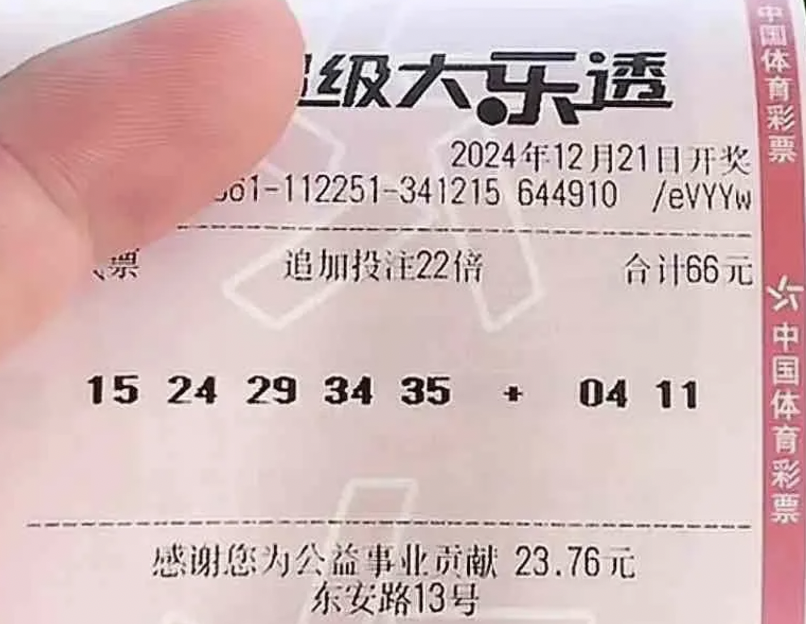 级大乐透
2024年12月21日开奖
61-112251-341215 644910 /eVYYw
票 追加投注22倍 合计66元
15 24 29 34 35 + 04 11
感谢您为公益事业贡献 23.76元
东安路13号
中国体育彩票
中国体育彩票